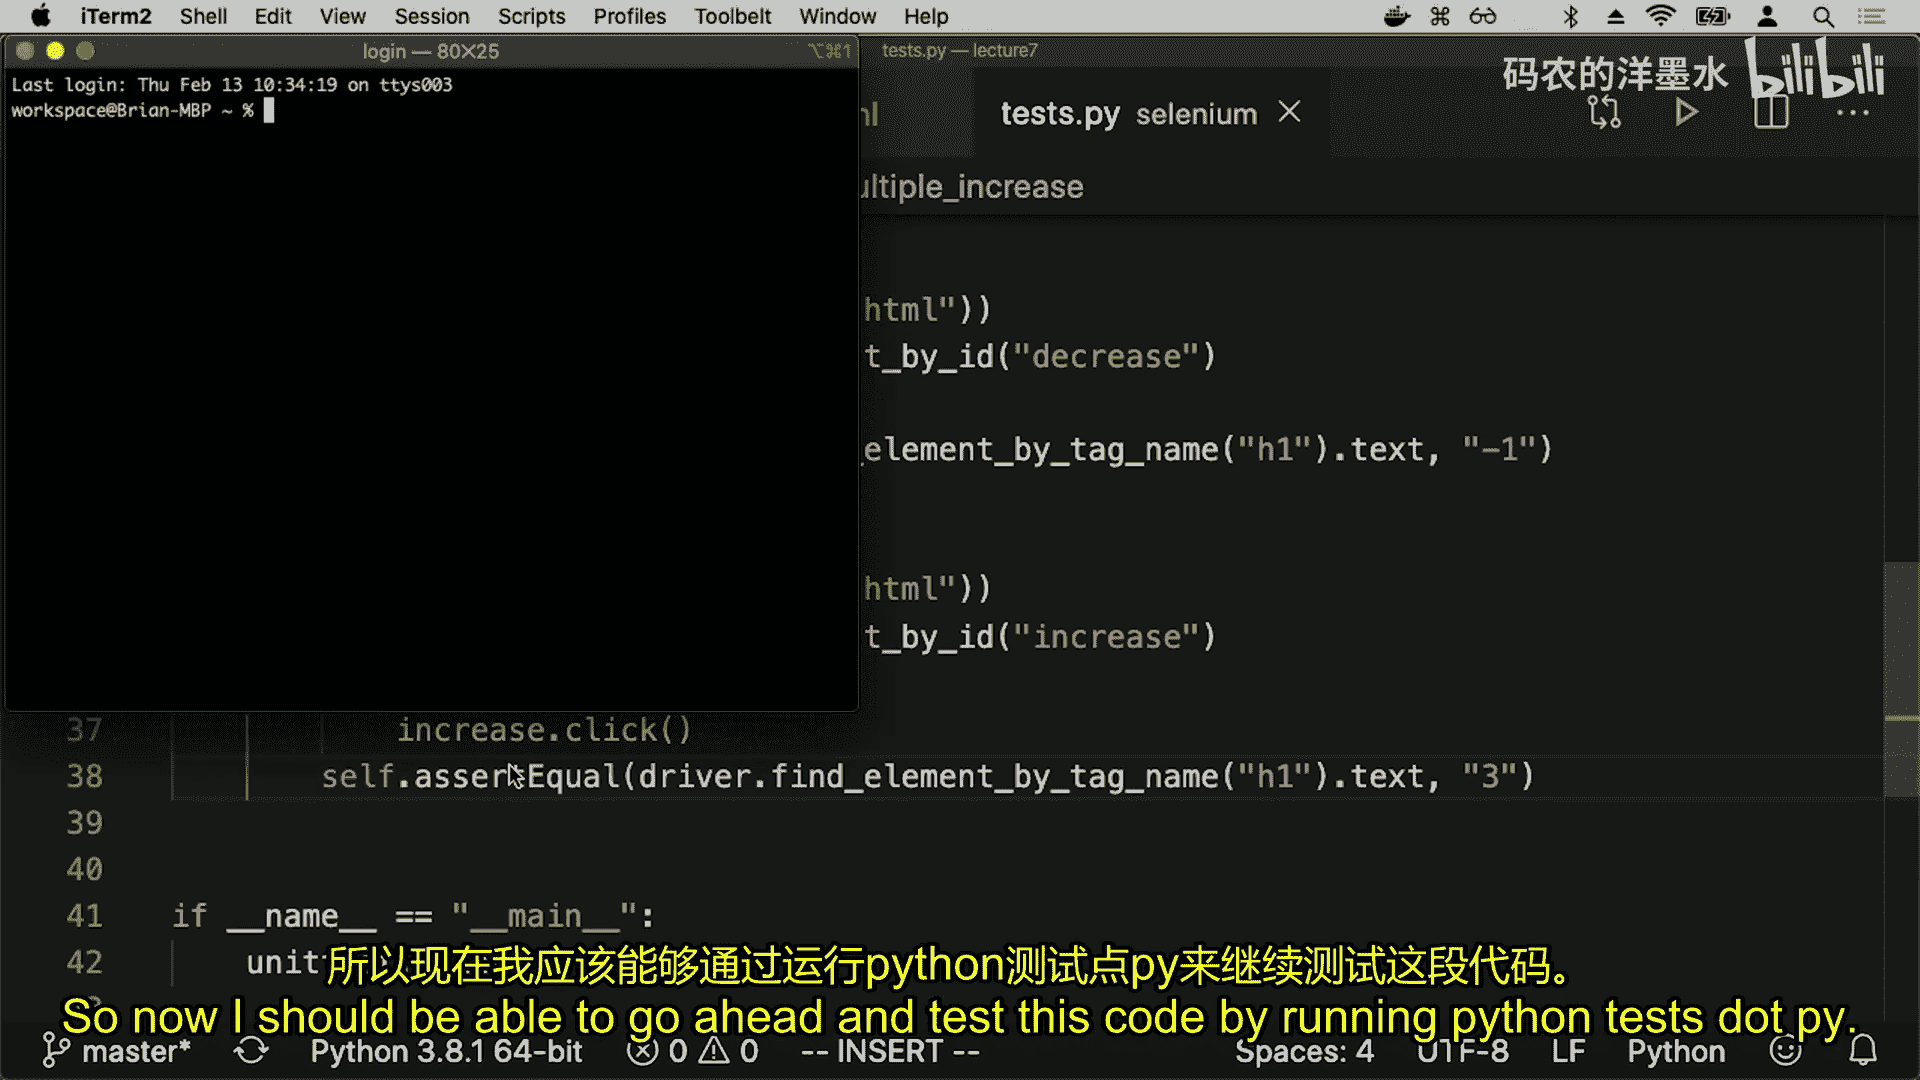 iTerm2 Shell Edit View Session Scripts Profiles Toolbelt Window Help
login — 80×25 ⌥⌘1
tests.py — lecture7
码农的洋墨水 bilibili
Last login: Thu Feb 13 10:34:19 on ttys003
workspace@Brian-MBP ~ %
tests.py selenium
ultiple_increase
html"))
t_by_id("decrease")
_element_by_tag_name("h1").text, "-1")
html"))
t_by_id("increase")
37 increase.click()
38 self.assertEqual(driver.find_element_by_tag_name("h1").text, "3")
39
40
41 if __name__ == "__main__":
42 unit
所以现在我应该能够通过运行python测试点py来继续测试这段代码。
So now I should be able to go ahead and test this code by running python tests dot py.
master* Python 3.8.1 64-bit 0 0 -- INSERT -- Spaces: 4 UTF-8 LF Python